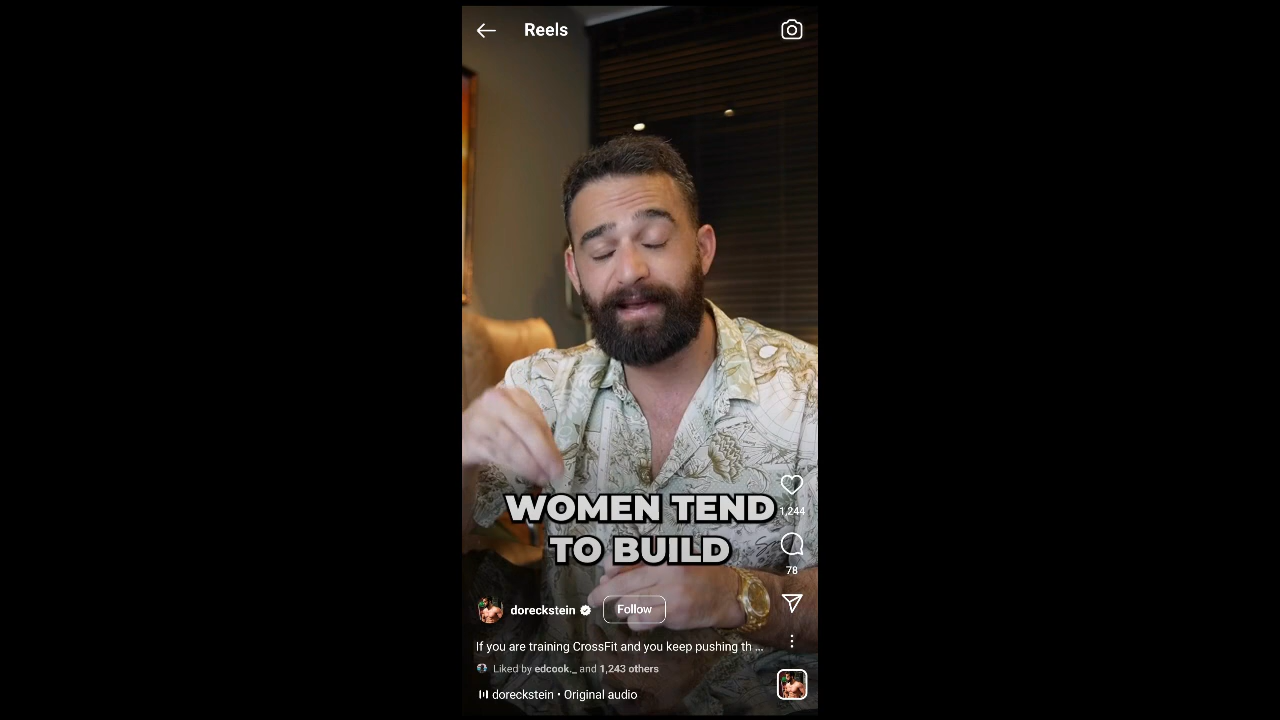 Reels
WOMEN TEND
TO BUILD
1,244
78
doreckstein
Follow
If you are training CrossFit and you keep pushing th ...
Liked by edcook._ and 1,243 others
doreckstein • Original audio